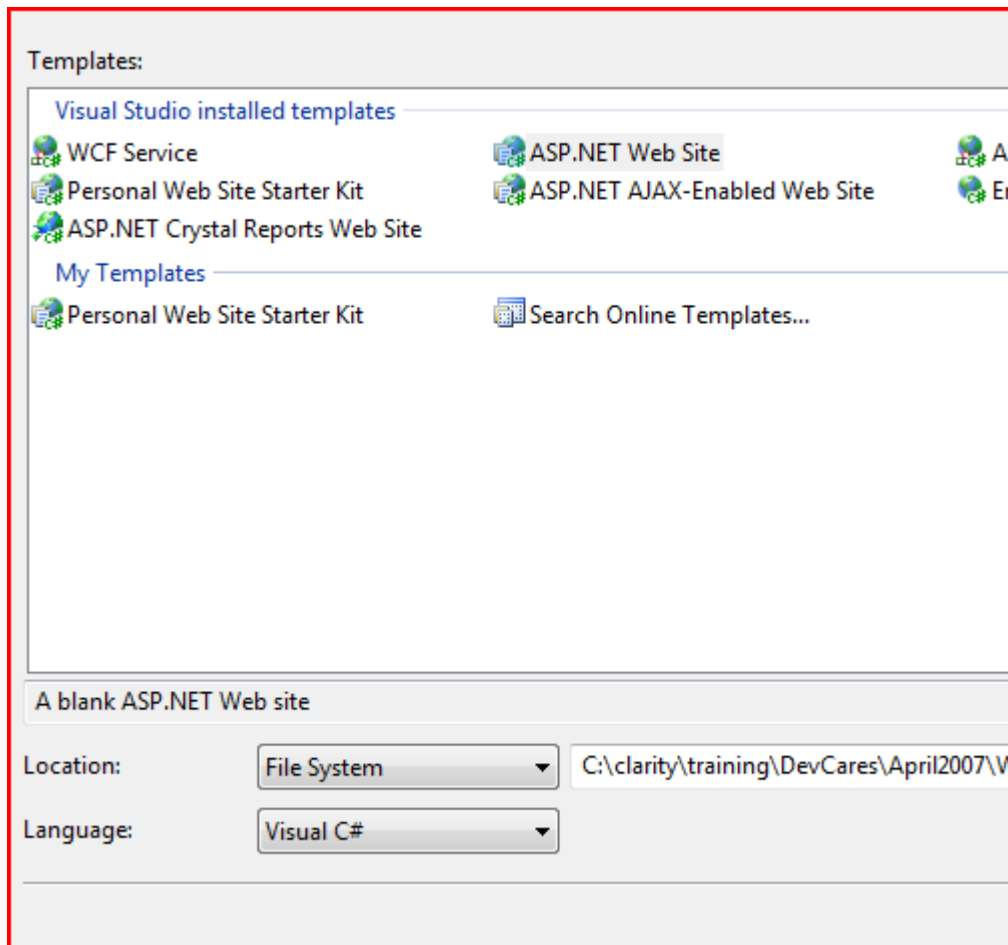 Templates:
Visual Studio installed templates
WCF Service ASP.NET Web Site
Personal Web Site Starter Kit ASP.NET AJAX-Enabled Web Site
ASP.NET Crystal Reports Web Site
My Templates
Personal Web Site Starter Kit Search Online Templates...
A blank ASP.NET Web site
Location: File System C:\clarity\training\DevCares\April2007\
Language: Visual C#